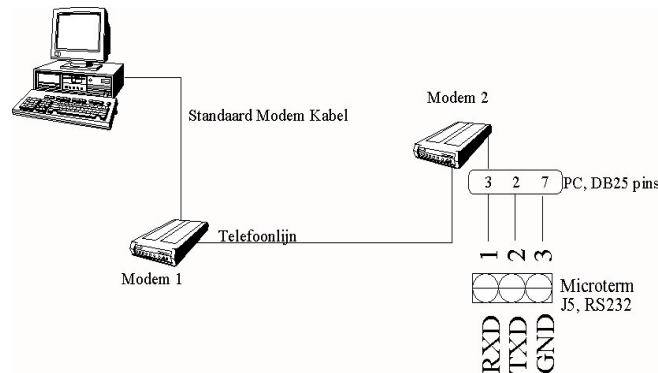 Standaard Modem Kabel
Modem 2
3 2 7 PC, DB25 pins
Telefoonlijn
Modem 1
1 2 3
Microterm
J5, RS232
RXD
TXD
GND